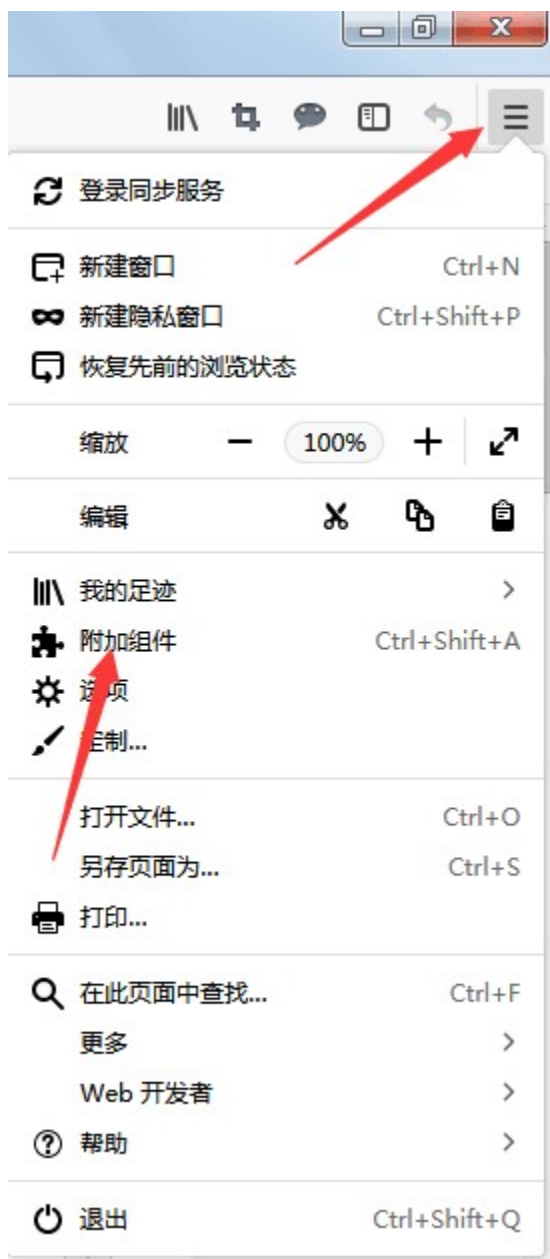 登录同步服务
新建窗口 Ctrl+N
新建隐私窗口 Ctrl+Shift+P
恢复先前的浏览状态
缩放 − 100% +
编辑
我的足迹 >
附加组件 Ctrl+Shift+A
选项
定制...
打开文件... Ctrl+O
另存页面为... Ctrl+S
打印...
在此页面中查找... Ctrl+F
更多 >
Web 开发者 >
帮助 >
退出 Ctrl+Shift+Q